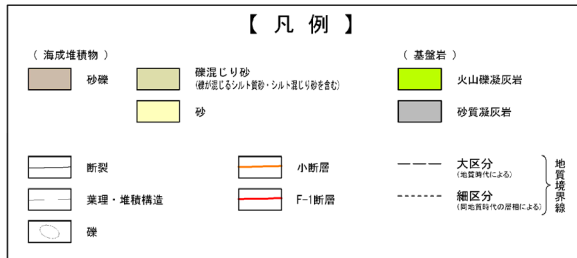 【 凡 例 】
( 海成堆積物 )
( 基盤岩 )
砂礫
礫混じり砂
(礫が混じるシルト質砂・シルト混じり砂を含む)
火山礫凝灰岩
砂
砂質凝灰岩
断裂
小断層
大区分
(地質時代による)
葉理・堆積構造
F-1断層
細区分
(同地質時代の層相による)
地質境界線
礫